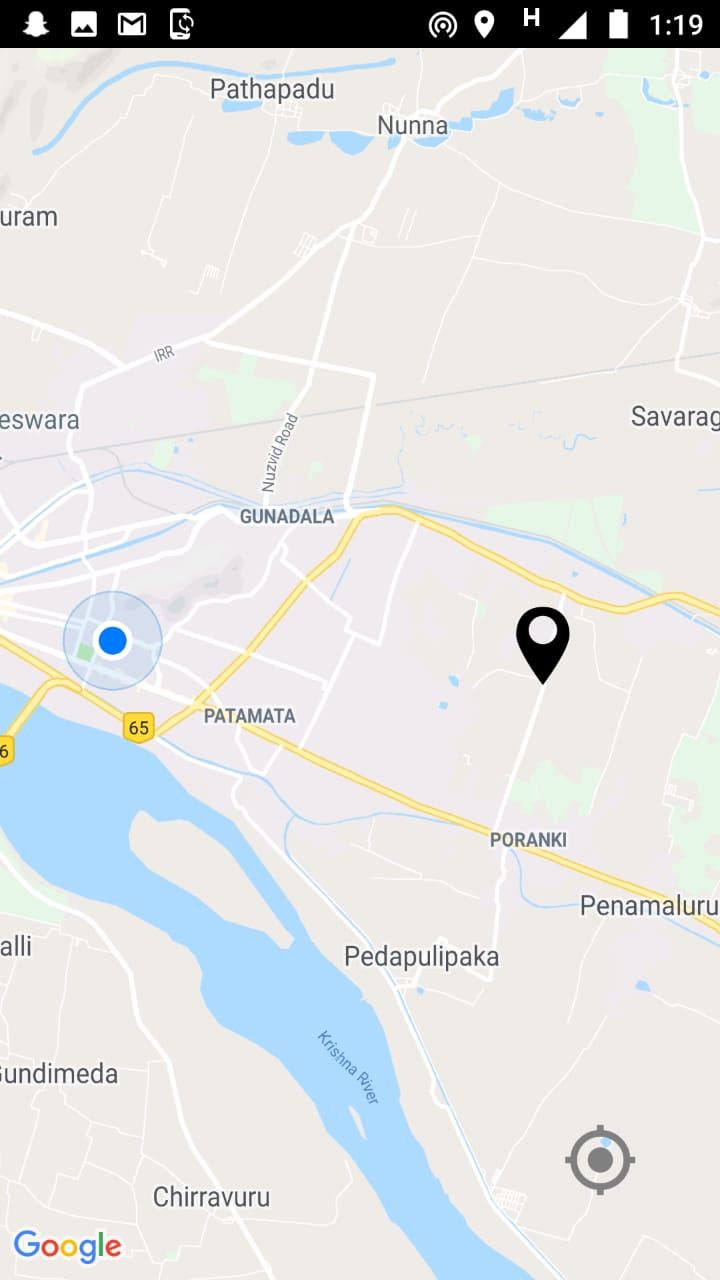 H
1:19
Pathapadu
Nunna
uram
IRR
eswara
Savarag
Nuzvid Road
GUNADALA
PATAMATA
65
6
PORANKI
Penamaluru
alli
Pedapulipaka
Krishna River
Gundimeda
Chirravuru
Google